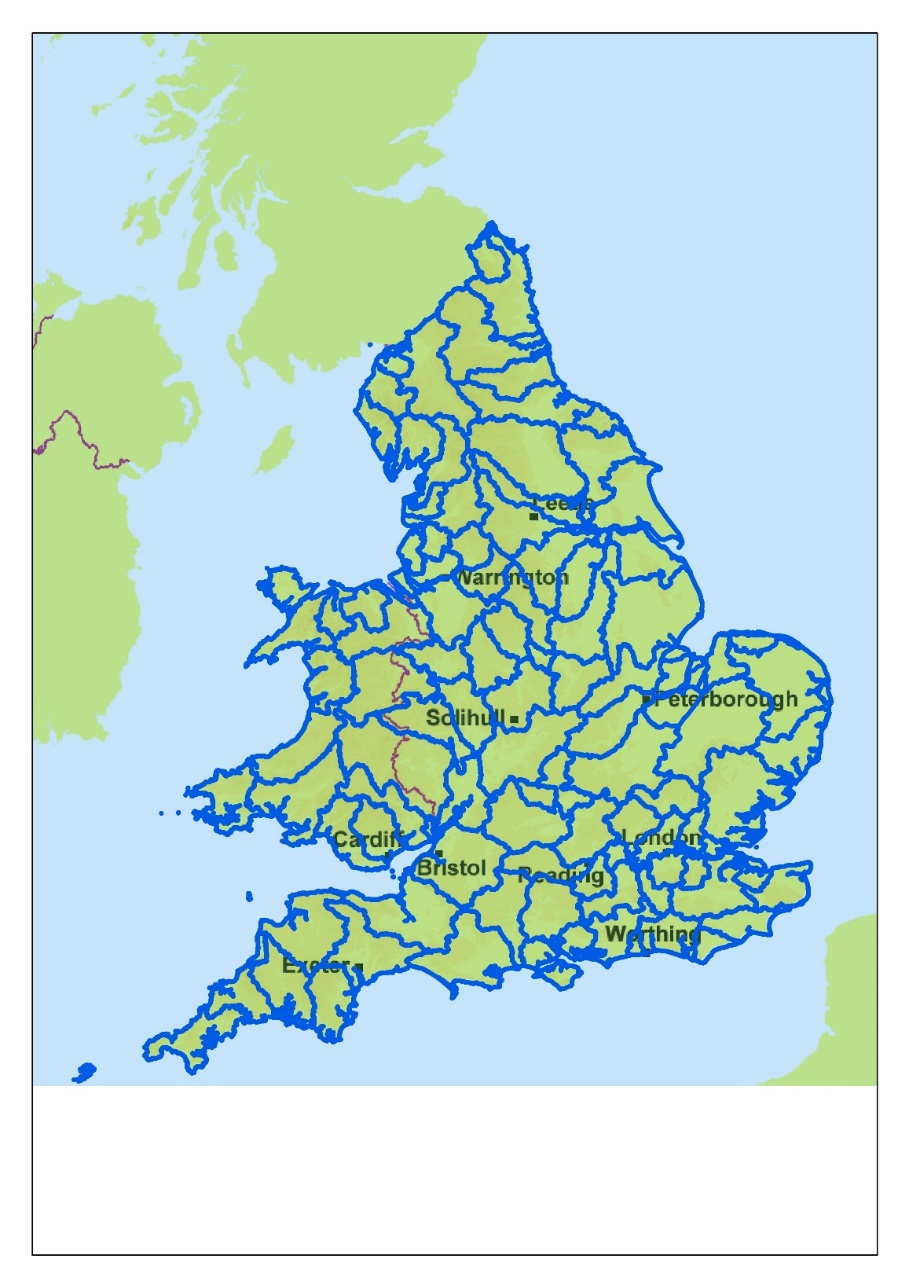 Leeds
Warrington
Peterborough
Solihull
Cardiff
London
Bristol
Reading
Worthing
Exeter